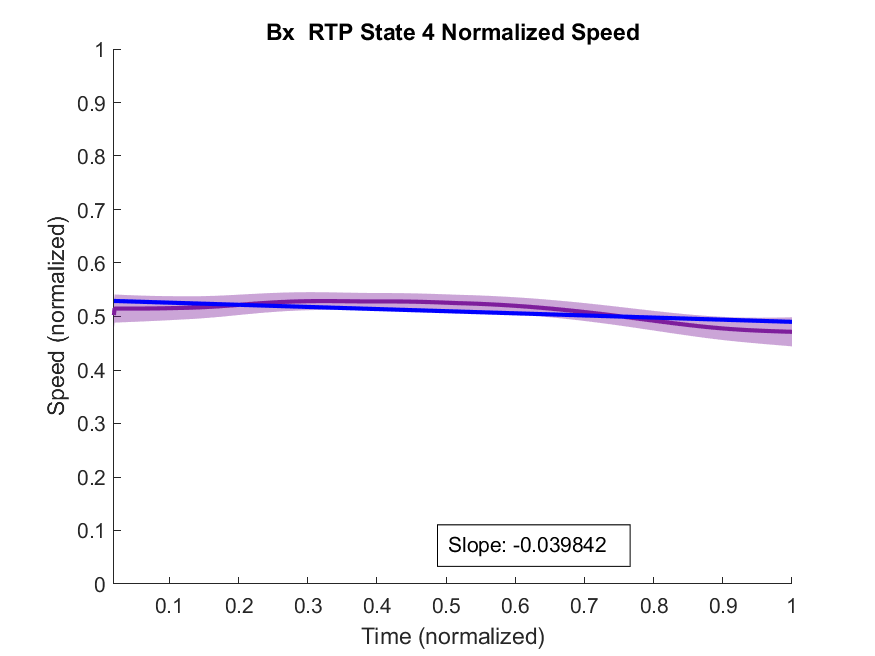 Bx  RTP State 4 Normalized Speed
1
0.9
0.8
0.7
0.6
0.5
0.4
0.3
0.2
0.1
0
Speed (normalized)
Slope: -0.039842
0.1 0.2 0.3 0.4 0.5 0.6 0.7 0.8 0.9 1
Time (normalized)